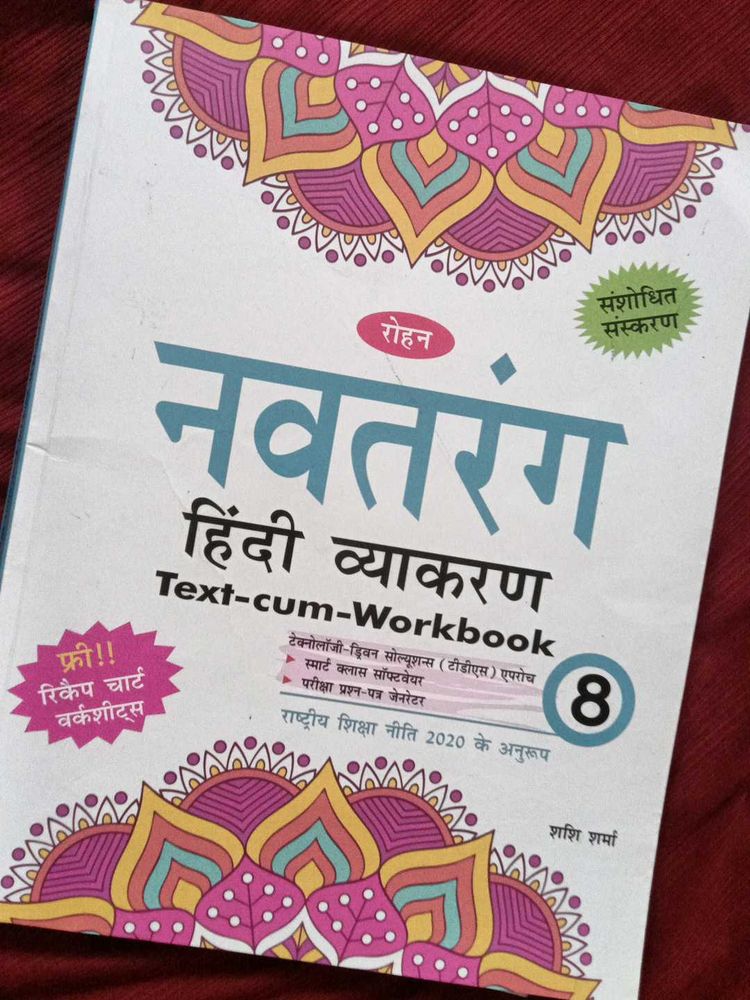 संशोधित
संस्करण
रोहन
नवतरंग
हिंदी व्याकरण
Text-cum-Workbook
फ्री!!
रिकैप चार्ट
वर्कशीट्स
टेक्नोलॉजी-ड्रिवन सोल्यूशन्स (टीडीएस) एपरोच
स्मार्ट क्लास सॉफ्टवेयर
परीक्षा प्रश्न-पत्र जेनरेटर
8
राष्ट्रीय शिक्षा नीति 2020 के अनुरूप
शशि शर्मा